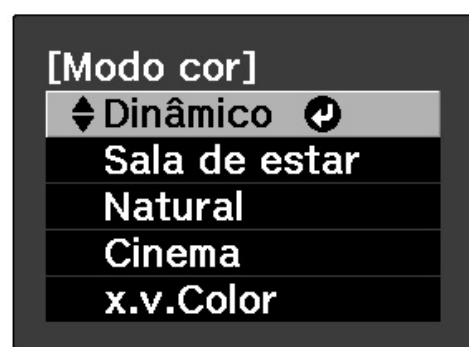 [Modo cor]
Dinâmico
Sala de estar
Natural
Cinema
x.v.Color